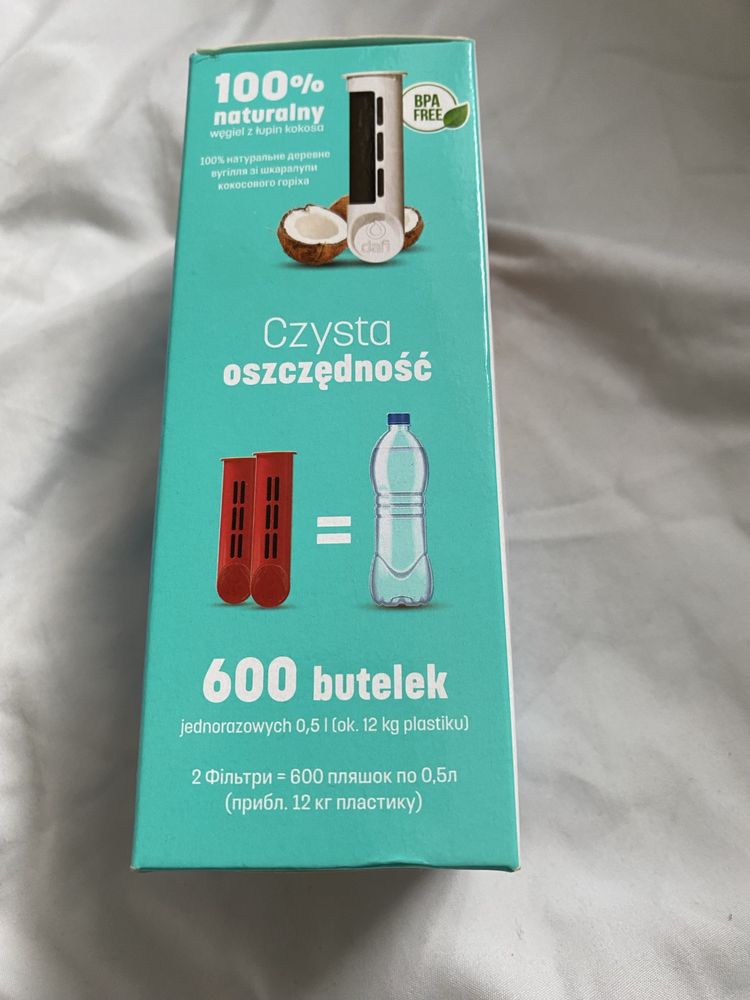 100%
naturalny
węgiel z łupin kokosa
100% натуральне деревне
вугілля зі шкаралупи
кокосового горіха
BPA
FREE
dafi
Czysta
oszczędność
=
600 butelek
jednorazowych 0,5 l (ok. 12 kg plastiku)
2 Фільтри = 600 пляшок по 0,5л
(прибл. 12 кг пластику)